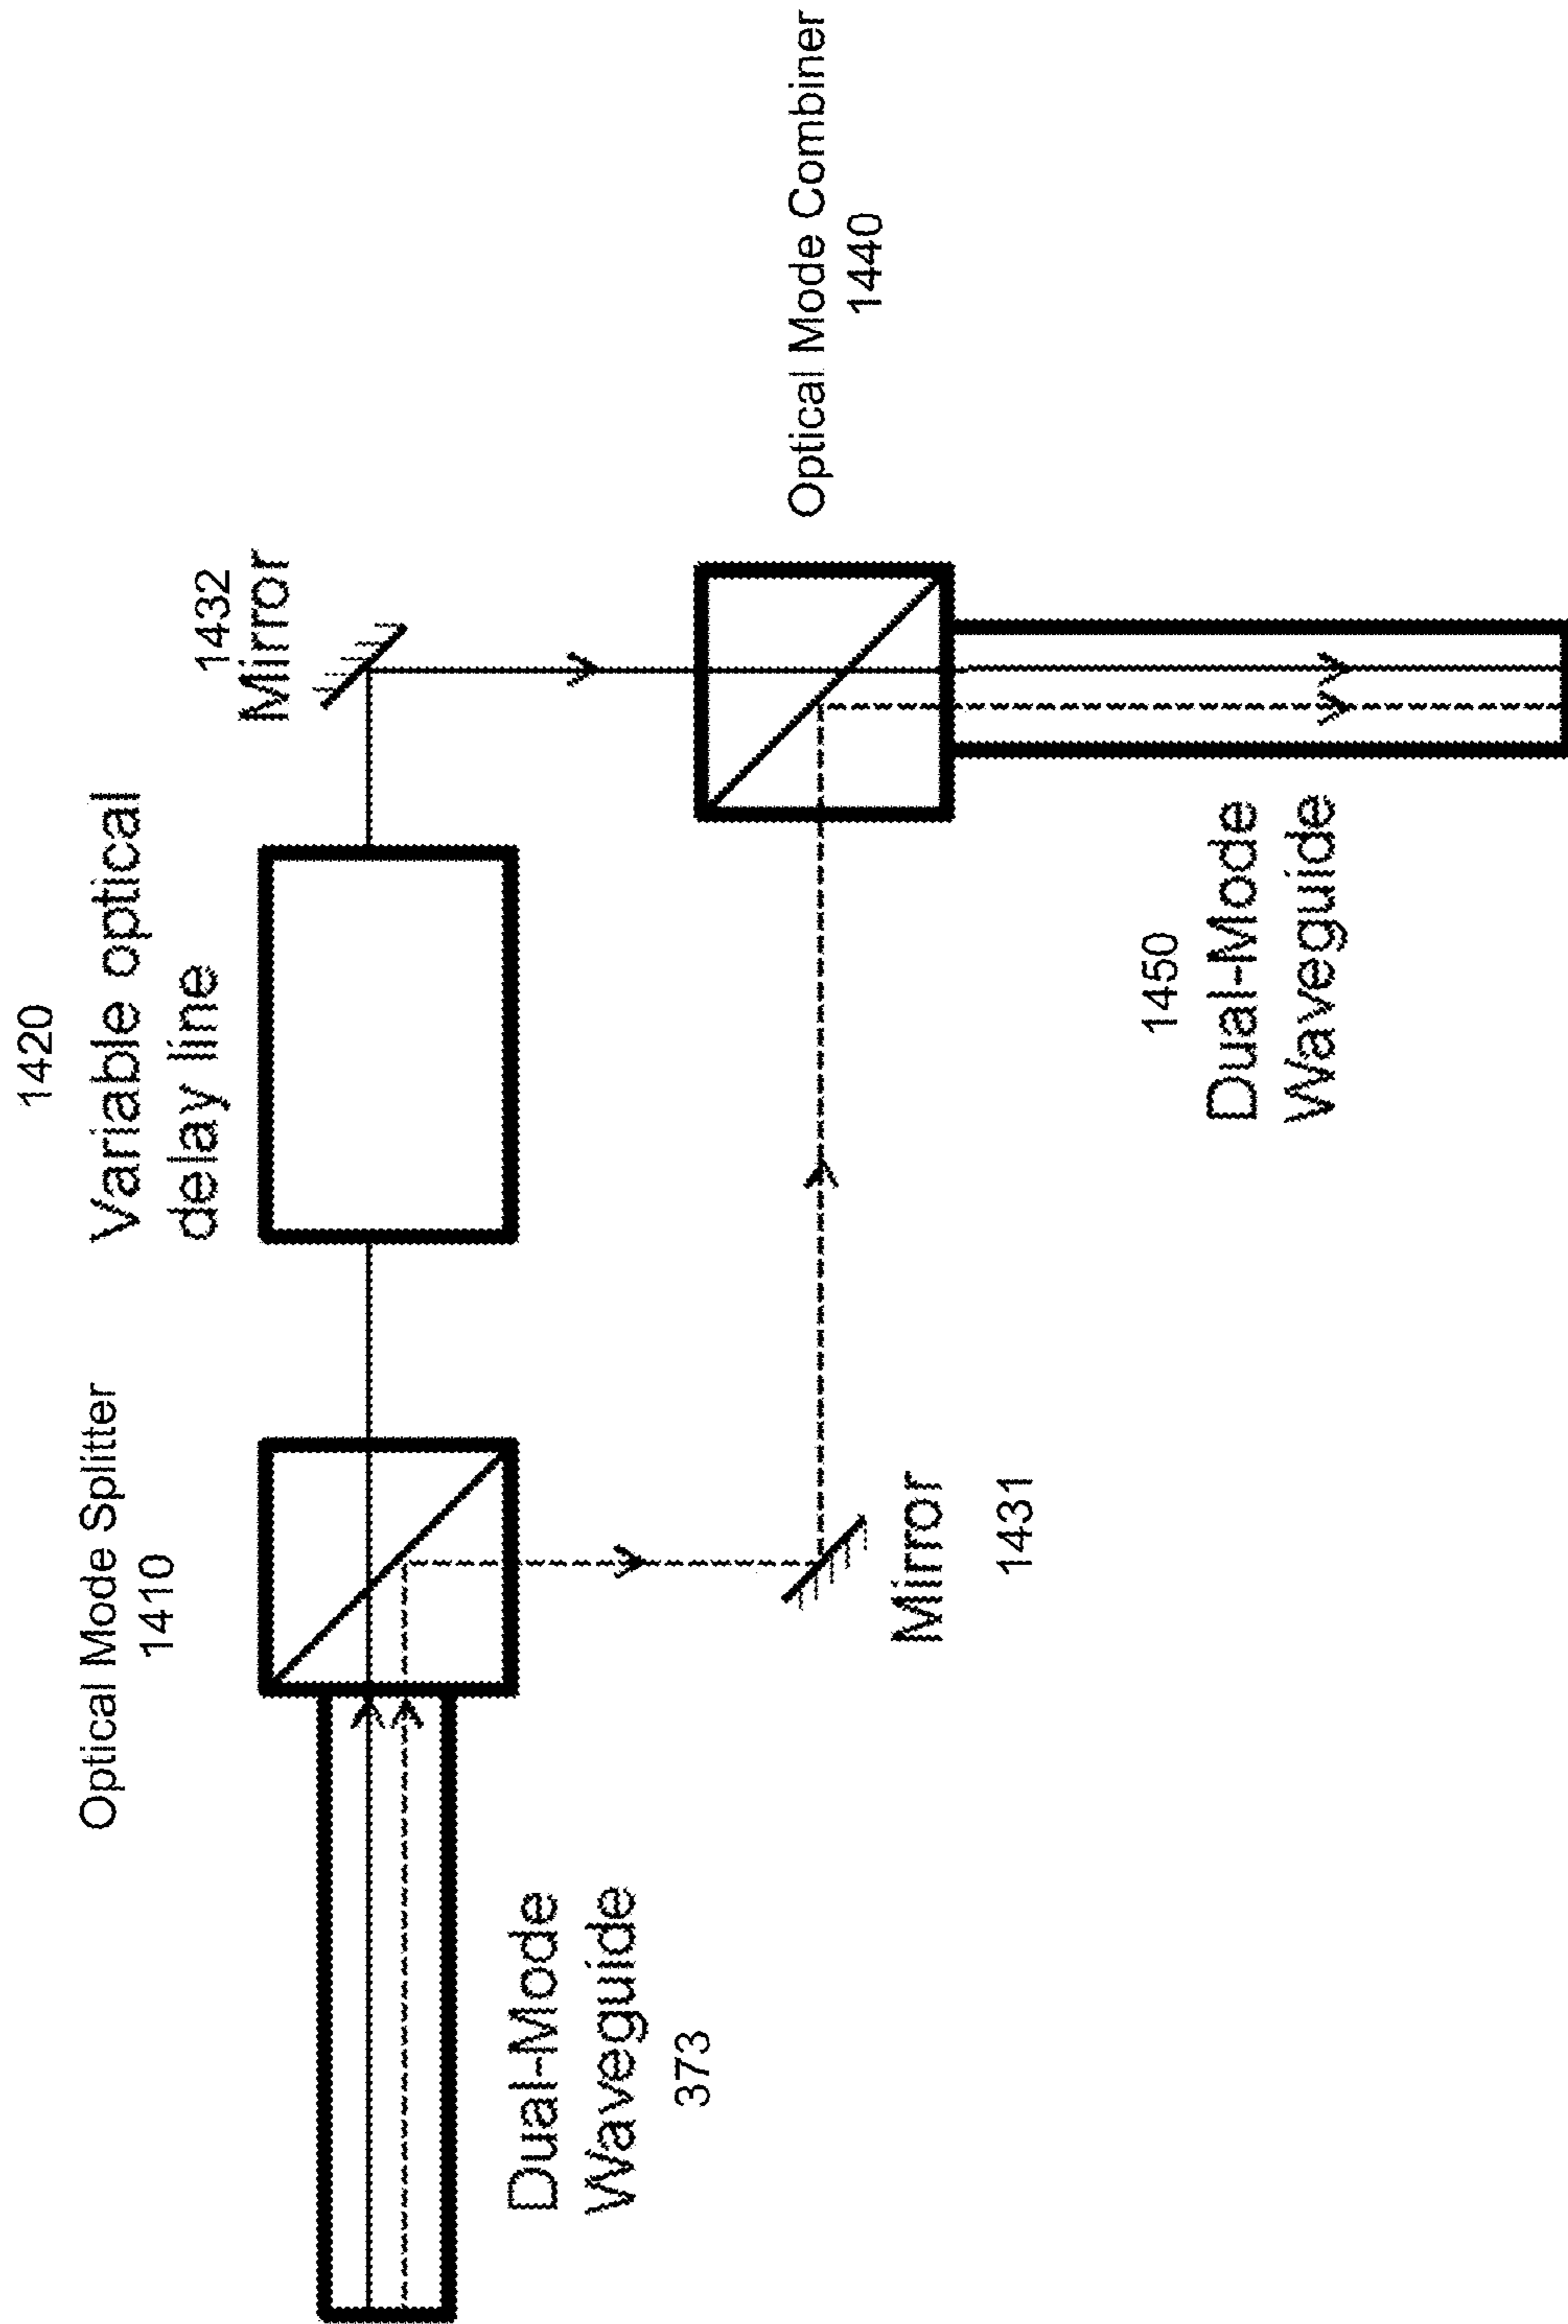 1420
Variable optical
delay line
Optical Mode Splitter
1410
1432
Mirror
Dual-Mode
Waveguide
373
Mirror
1431
Optical Mode Combiner
1440
1450
Dual-Mode
Waveguide